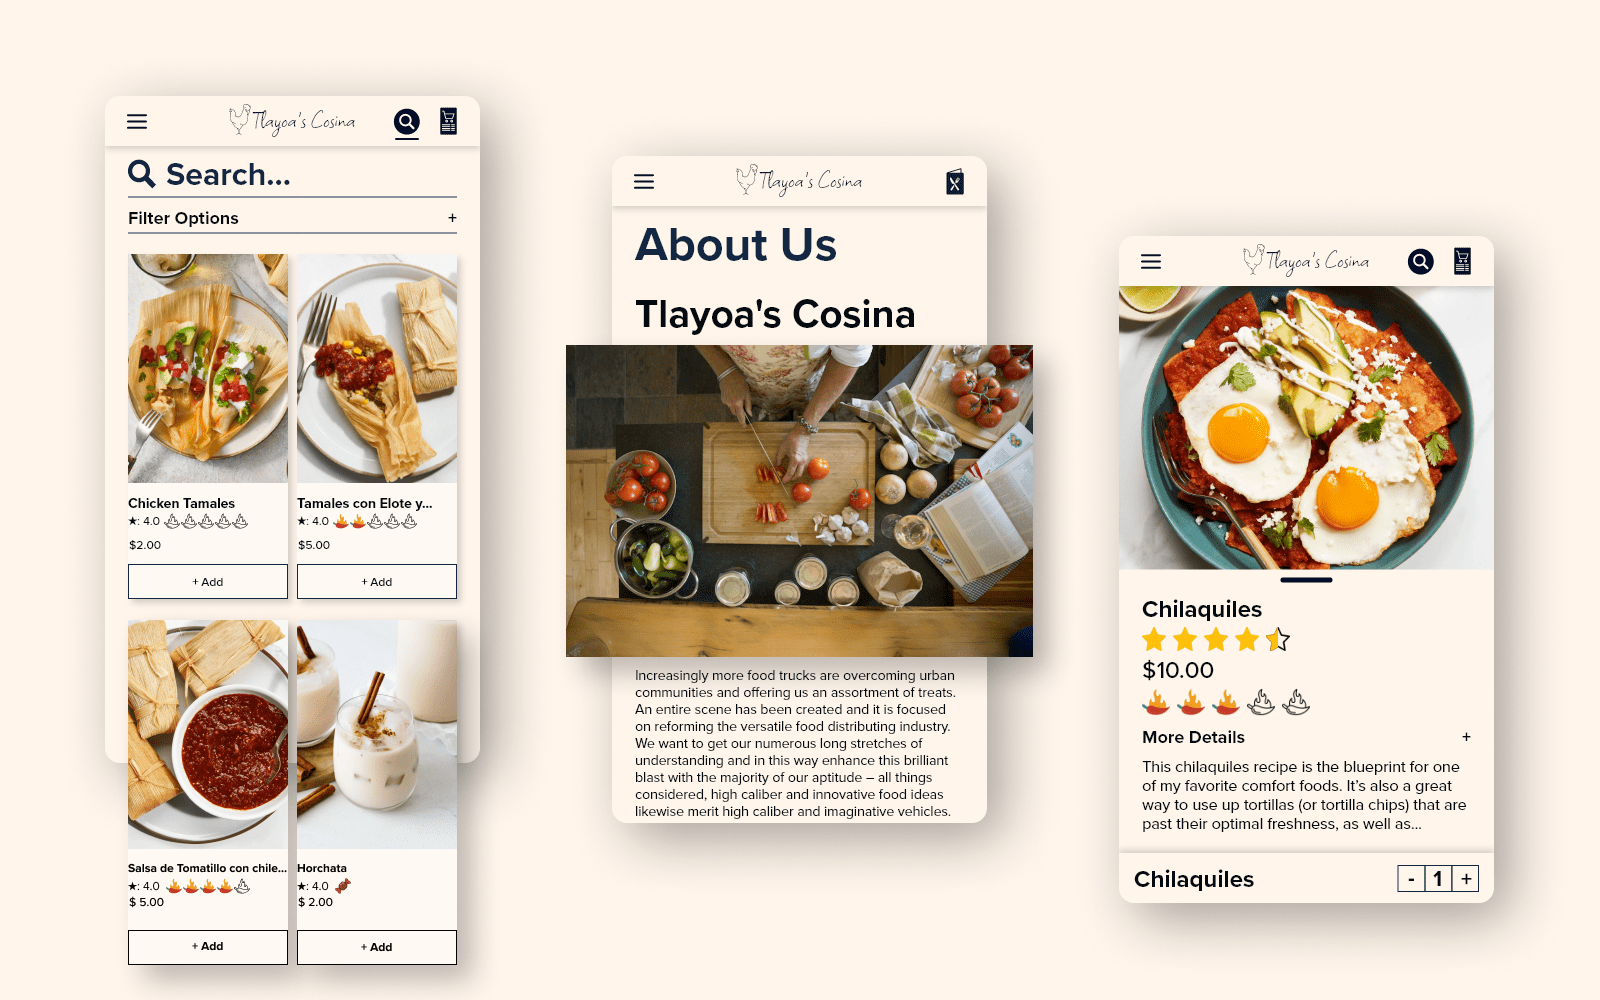 Tlayoa's Cosina
Search...
Filter Options +
Chicken Tamales
★: 4.0
$2.00
+ Add
Tamales con Elote y...
★: 4.0
$5.00
+ Add
Salsa de Tomatillo con chile...
★: 4.0
$ 5.00
+ Add
Horchata
★: 4.0
$ 2.00
+ Add
Tlayoa's Cosina
About Us
Tlayoa's Cosina
Increasingly more food trucks are overcoming urban
communities and offering us an assortment of treats.
An entire scene has been created and it is focused
on reforming the versatile food distributing industry.
We want to get our numerous long stretches of
understanding and in this way enhance this brilliant
blast with the majority of our aptitude – all things
considered, high caliber and innovative food ideas
likewise merit high caliber and imaginative vehicles.
Tlayoa's Cosina
Chilaquiles
$10.00
More Details +
This chilaquiles recipe is the blueprint for one
of my favorite comfort foods. It’s also a great
way to use up tortillas (or tortilla chips) that are
past their optimal freshness, as well as...
Chilaquiles - 1 +